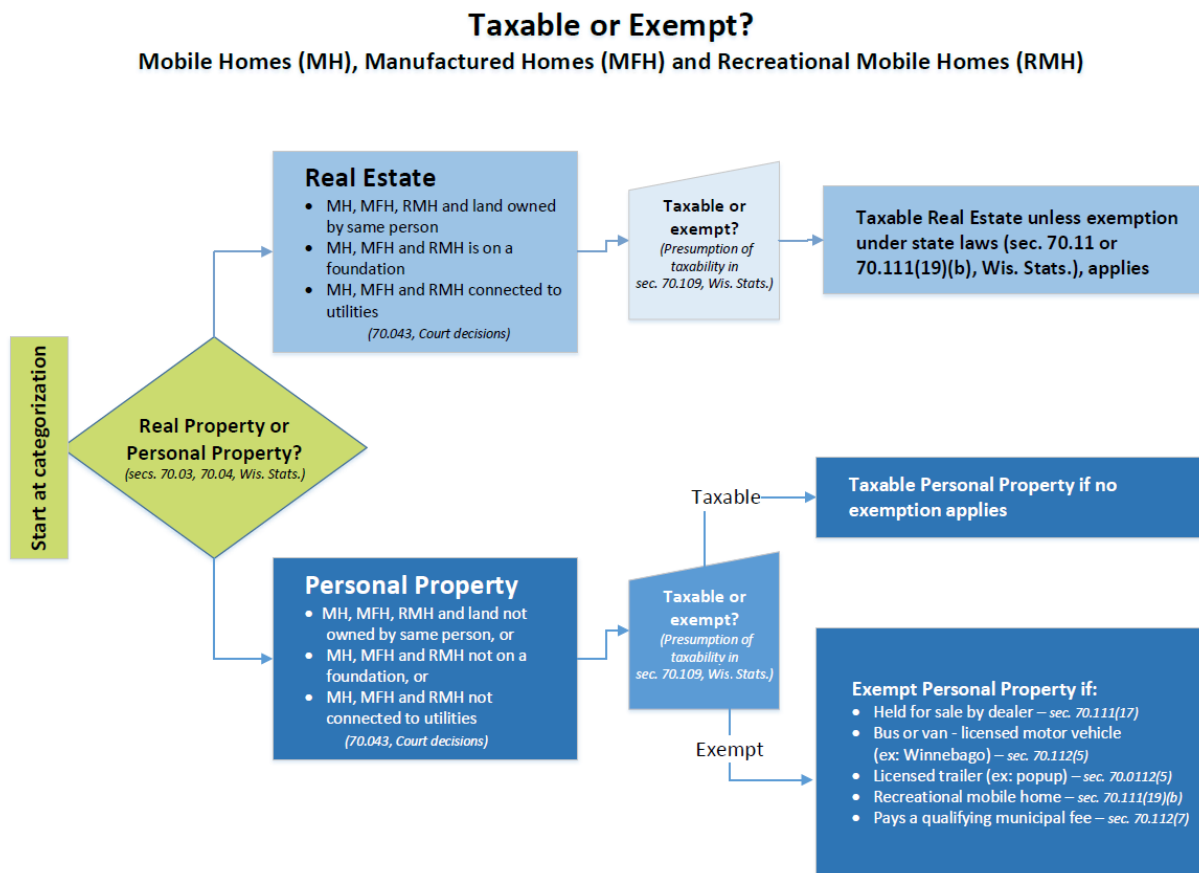 Taxable or Exempt?
Mobile Homes (MH), Manufactured Homes (MFH) and Recreational Mobile Homes (RMH)
Start at categorization
Real Property or
Personal Property?
(secs. 70.03, 70.04, Wis. Stats.)
Real Estate
• MH, MFH, RMH and land owned
by same person
• MH, MFH and RMH is on a
foundation
• MH, MFH and RMH connected to
utilities
(70.043, Court decisions)
Taxable or
exempt?
(Presumption of
taxability in
sec. 70.109, Wis. Stats.)
Taxable Real Estate unless exemption
under state laws (sec. 70.11 or
70.111(19)(b), Wis. Stats.), applies
Personal Property
• MH, MFH, RMH and land not
owned by same person, or
• MH, MFH and RMH not on a
foundation, or
• MH, MFH and RMH not
connected to utilities
(70.043, Court decisions)
Taxable or
exempt?
(Presumption of
taxability in
sec. 70.109, Wis. Stats.)
Taxable
Taxable Personal Property if no
exemption applies
Exempt
Exempt Personal Property if:
• Held for sale by dealer – sec. 70.111(17)
• Bus or van - licensed motor vehicle
(ex: Winnebago) – sec. 70.112(5)
• Licensed trailer (ex: popup) – sec. 70.0112(5)
• Recreational mobile home – sec. 70.111(19)(b)
• Pays a qualifying municipal fee – sec. 70.112(7)